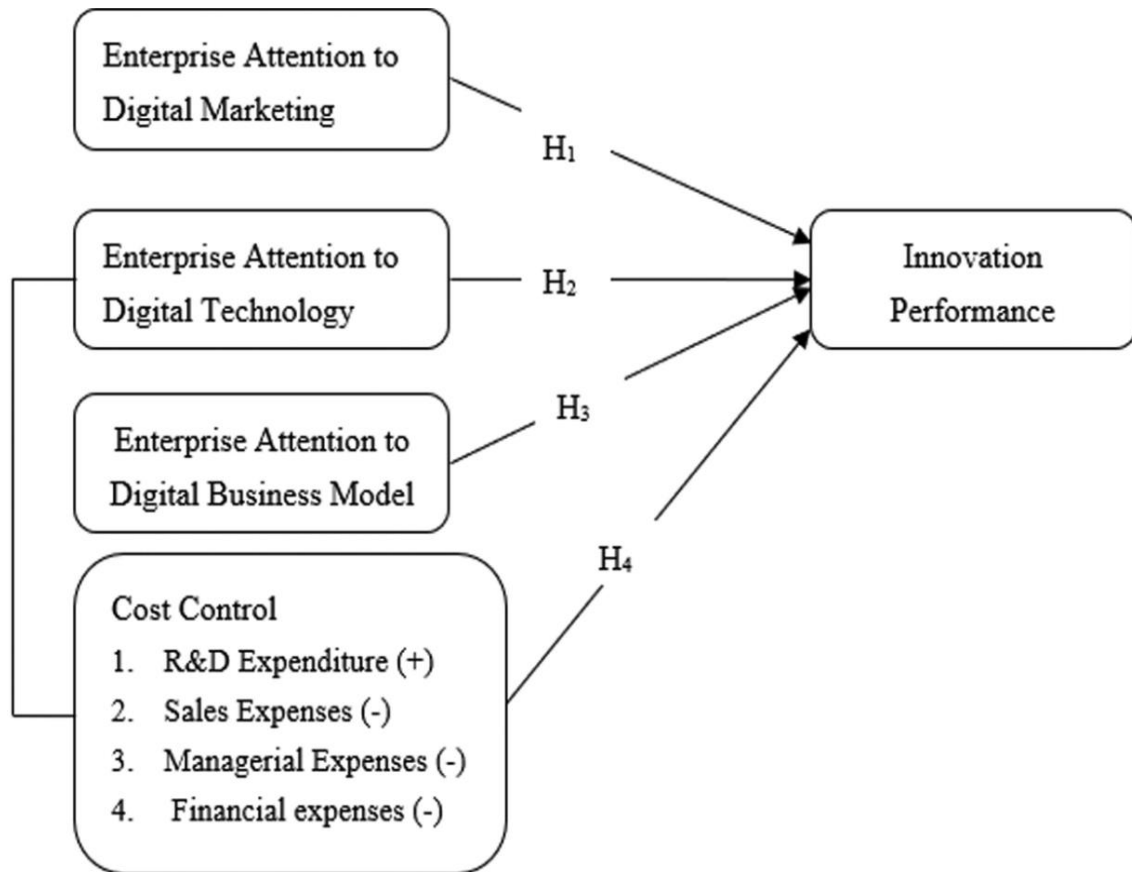 Enterprise Attention to
Digital Marketing
H₁
Enterprise Attention to
Digital Technology
H₂
Innovation
Performance
Enterprise Attention to
Digital Business Model
H₃
H₄
Cost Control
1. R&D Expenditure (+)
2. Sales Expenses (-)
3. Managerial Expenses (-)
4. Financial expenses (-)